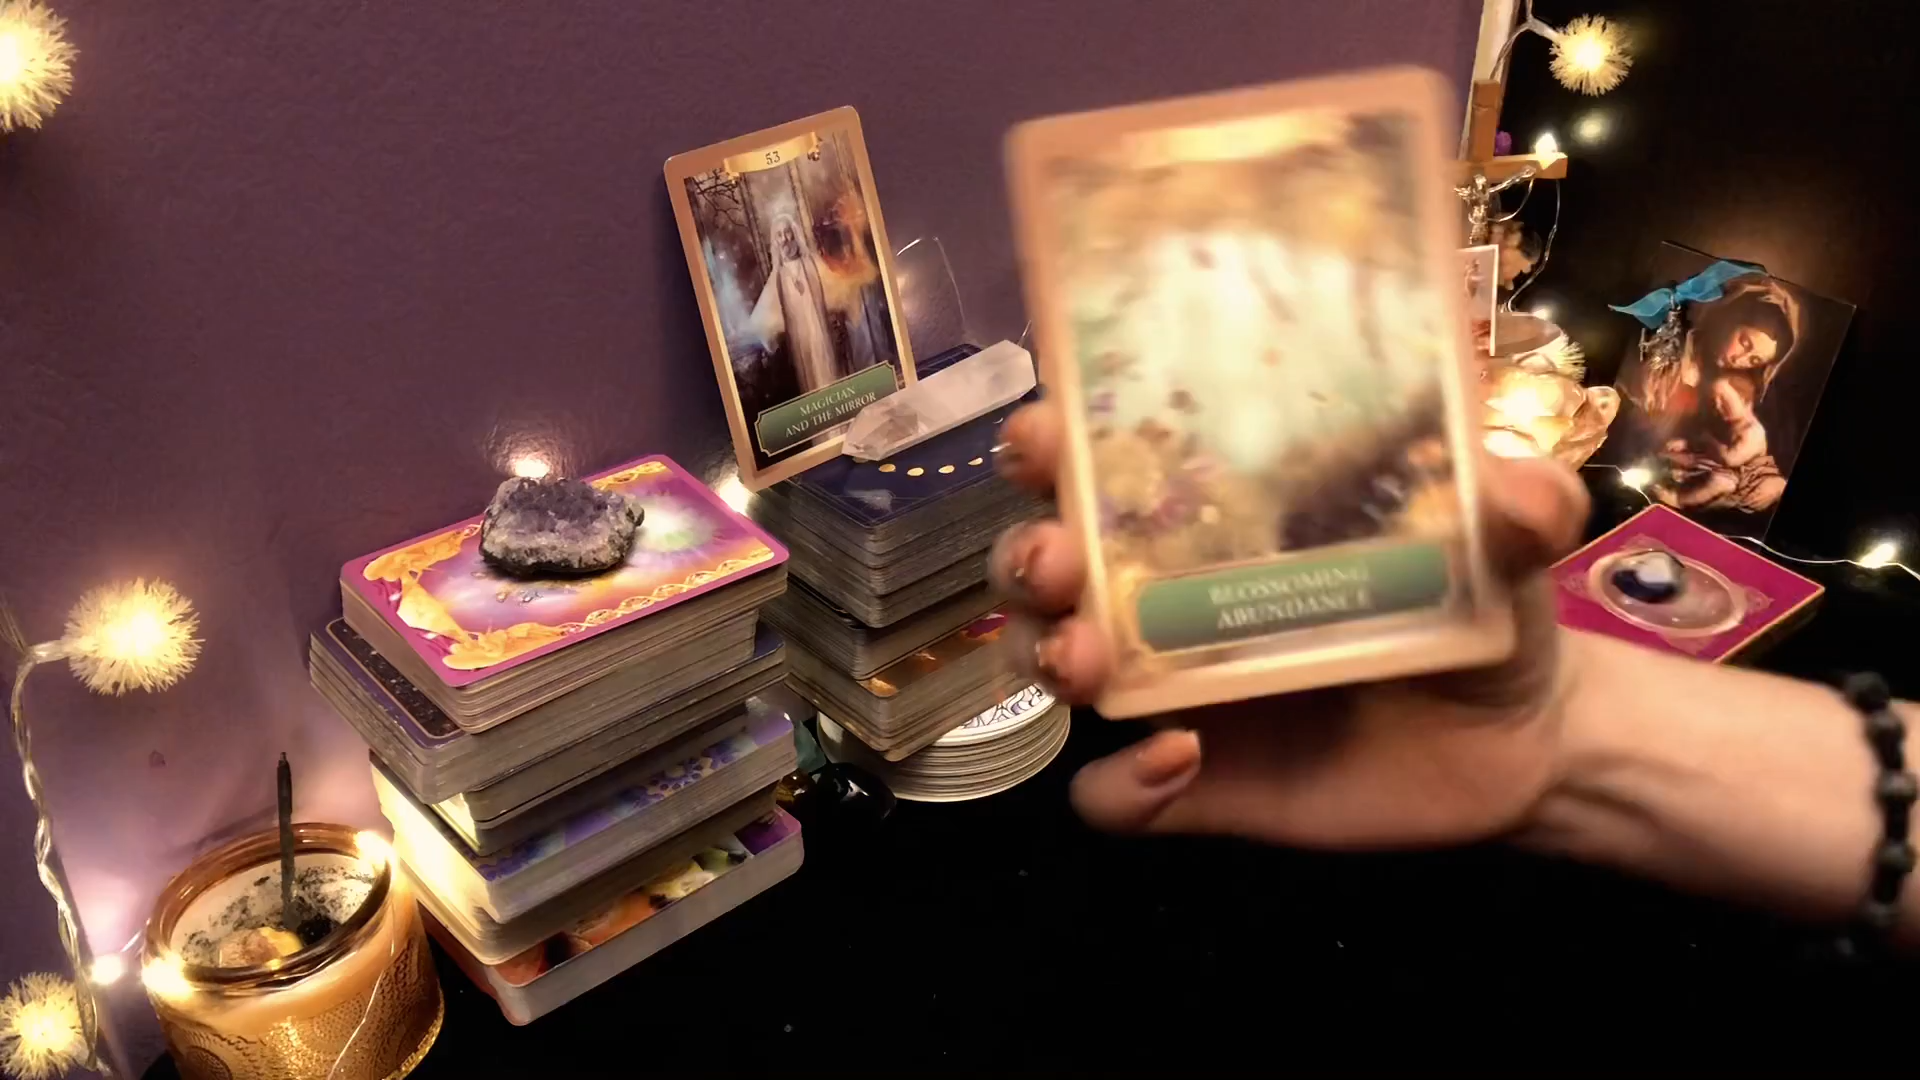 53
MAGICIAN
AND THE MIRROR
BLOSSOMING
ABUNDANCE